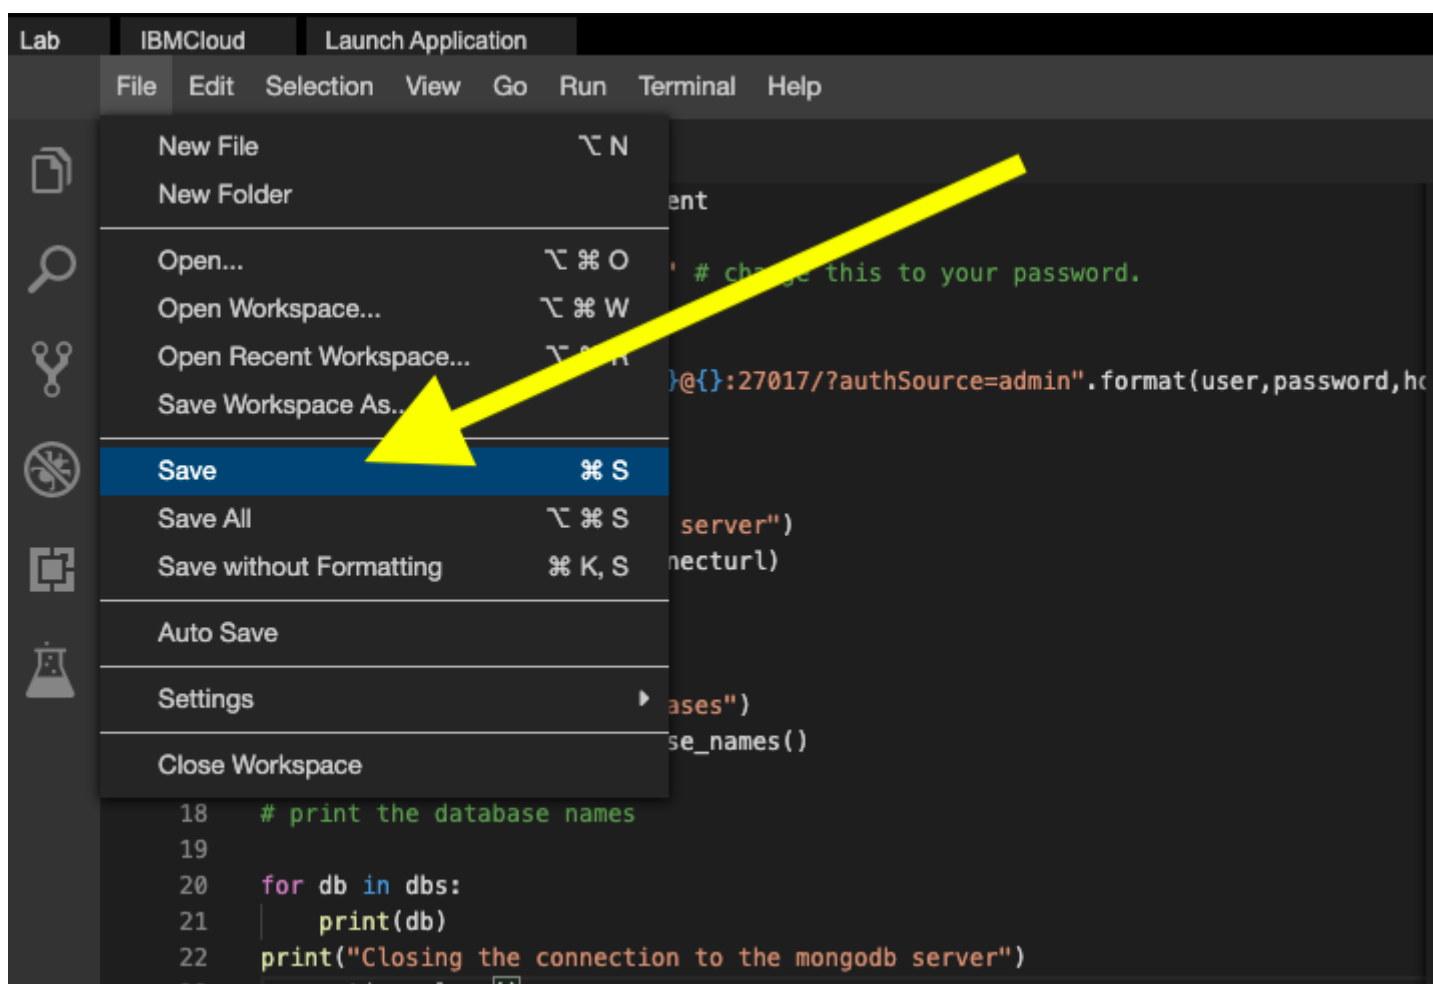 Lab IBMCloud Launch Application
File Edit Selection View Go Run Terminal Help
New File ⌥ N
New Folder
ent
Open... ⌥ ⌘ O
' # change this to your password.
Open Workspace... ⌥ ⌘ W
Open Recent Workspace...
}@{}:27017/?authSource=admin".format(user,password,ho
Save Workspace As...
Save ⌘ S
Save All ⌥ ⌘ S
server")
Save without Formatting ⌘ K, S
necturl)
Auto Save
Settings
ases")
se_names()
Close Workspace
18 # print the database names
19
20 for db in dbs:
21 print(db)
22 print("Closing the connection to the mongodb server")